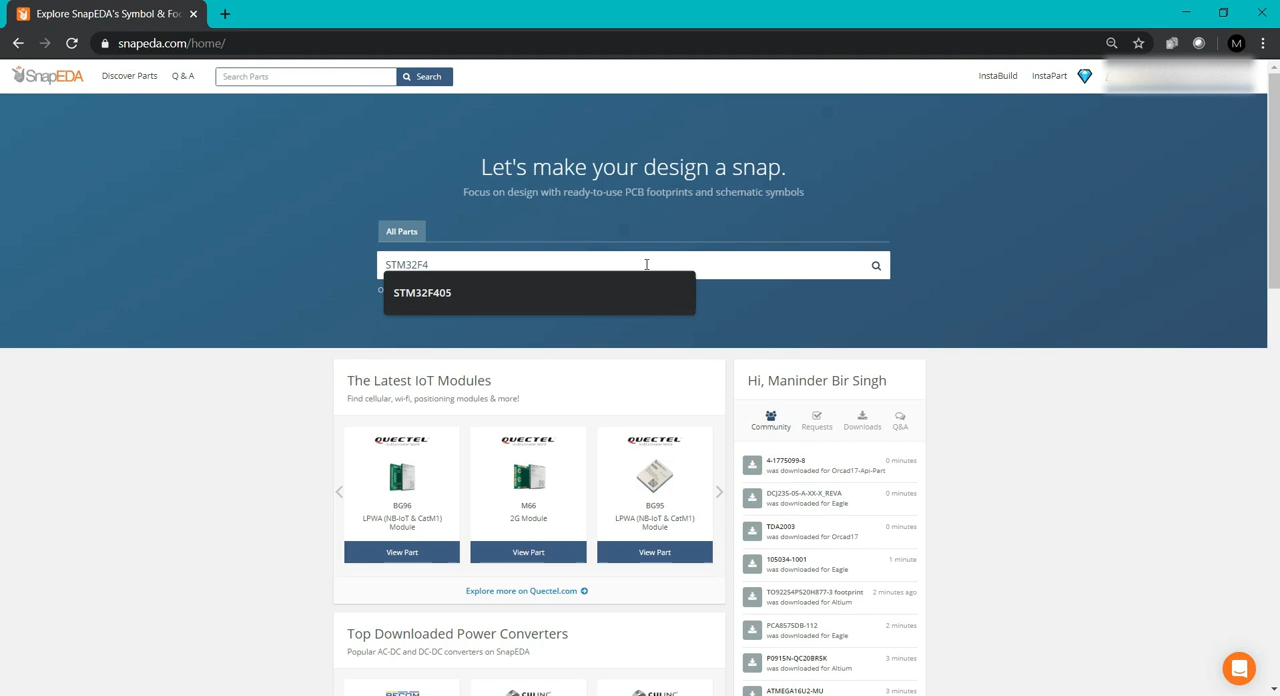 Explore SnapEDA's Symbol & Fo
snapeda.com/home/
M
SnapEDA
Discover Parts
Q & A
Search Parts
Search
InstaBuild
InstaPart
Let's make your design a snap.
Focus on design with ready-to-use PCB footprints and schematic symbols
All Parts
STM32F4
STM32F405
The Latest IoT Modules
Find cellular, wi-fi, positioning modules & more!
QUECTEL
BG96
LPWA (NB-IoT & CatM1)
Module
View Part
QUECTEL
M66
2G Module
View Part
QUECTEL
BG95
LPWA (NB-IoT & CatM1)
Module
View Part
Explore more on Quectel.com
Top Downloaded Power Converters
Popular AC-DC and DC-DC converters on SnapEDA
Hi, Maninder Bir Singh
Community
Requests
Downloads
Q&A
4-1775099-8 0 minutes
was downloaded for Orcad17-Api-Part
DCJ235-05-A-XX-X_REVA 0 minutes
was downloaded for Eagle
TDA2003 0 minutes
was downloaded for Orcad17
105034-1001 1 minute
was downloaded for Eagle
TO92254P520H877-3 footprint 2 minutes ago
was downloaded for Altium
PCA8575DB-112 2 minutes
was downloaded for Eagle
P0915N-QC20BR5K 3 minutes
was downloaded for Altium
ATMEGA16U2-MU 3 minutes